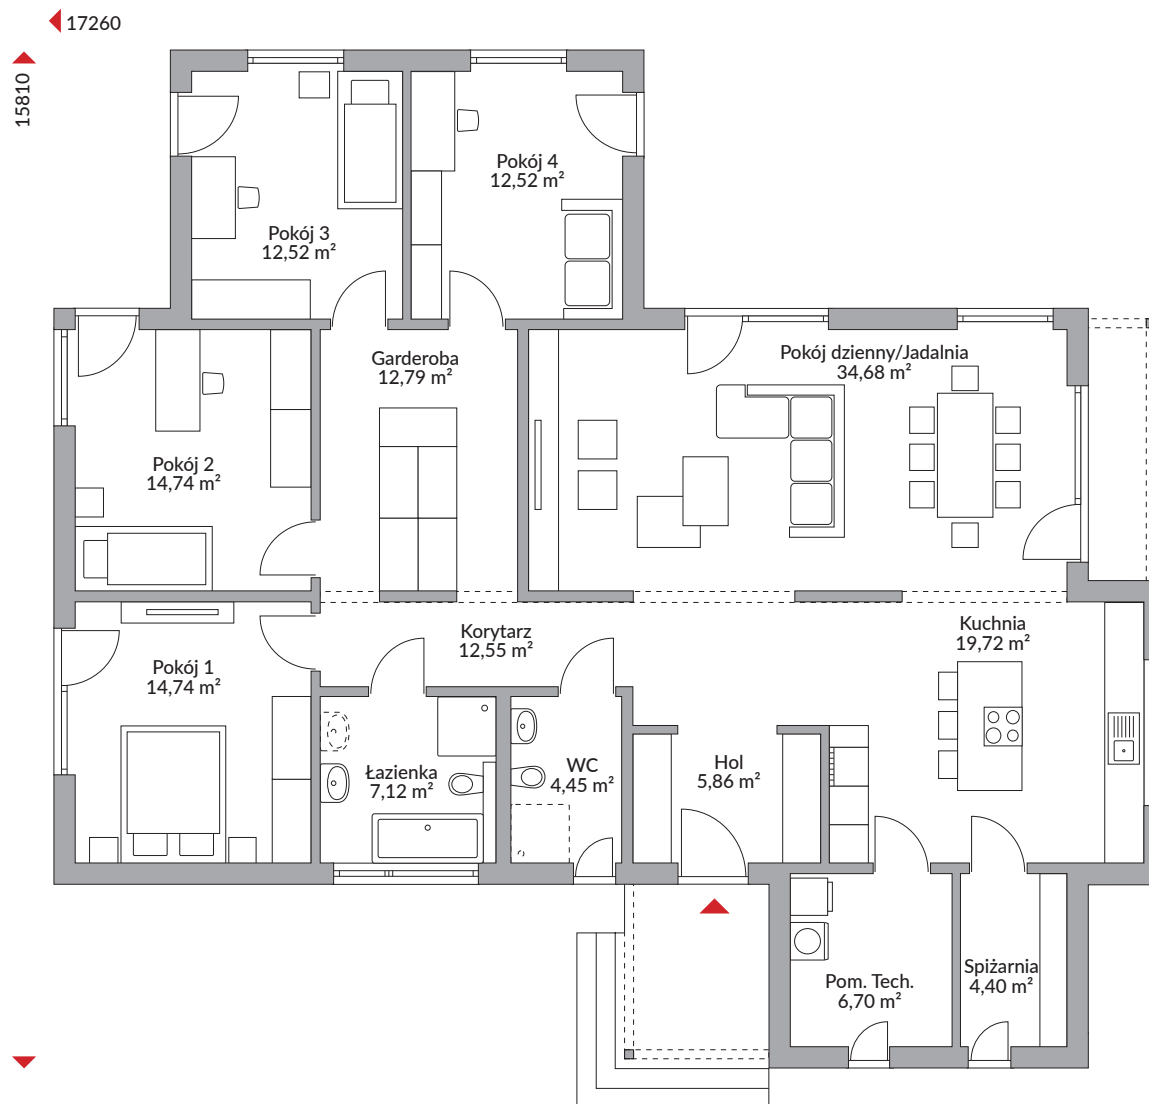 17260
15810
Pokój 4
12,52 m²
Pokój 3
12,52 m²
Garderoba
12,79 m²
Pokój dzienny/Jadalnia
34,68 m²
Pokój 2
14,74 m²
Korytarz
12,55 m²
Kuchnia
19,72 m²
Pokój 1
14,74 m²
Łazienka
7,12 m²
WC
4,45 m²
Hol
5,86 m²
Pom. Tech.
6,70 m²
Spiżarnia
4,40 m²